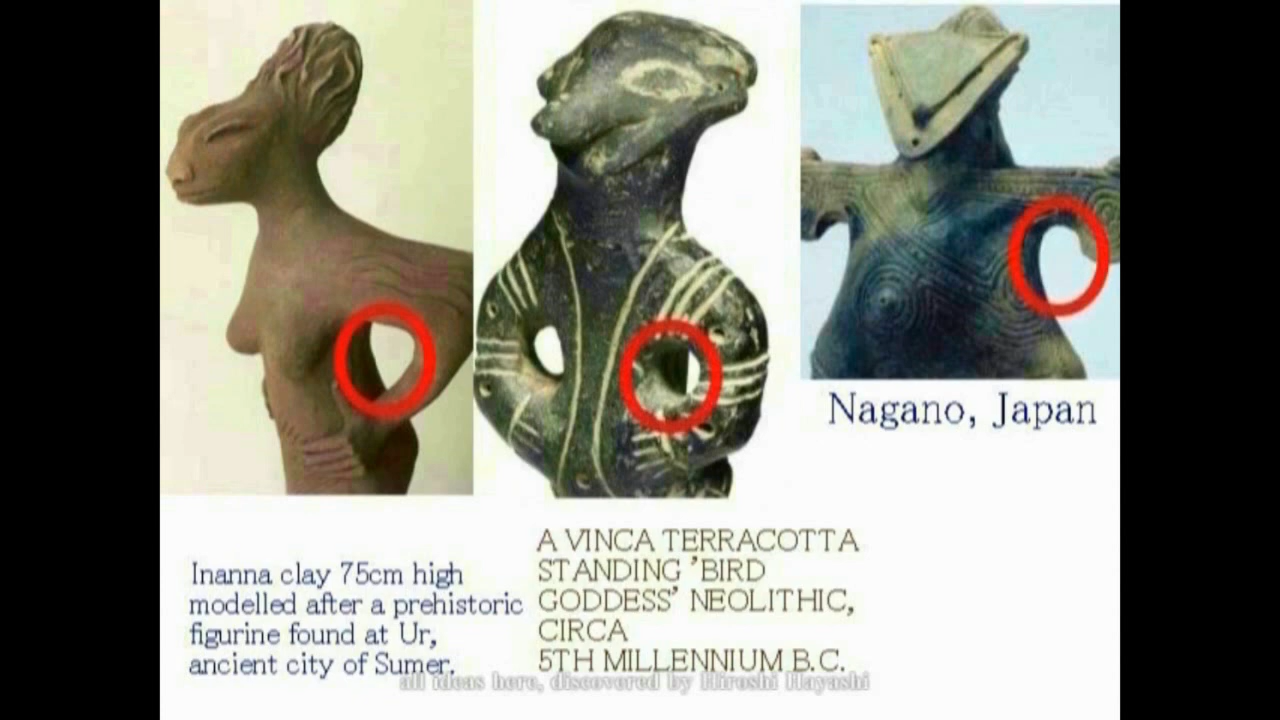 Nagano, Japan
Inanna clay 75cm high
modelled after a prehistoric
figurine found at Ur,
ancient city of Sumer.
A VINCA TERRACOTTA
STANDING 'BIRD
GODDESS' NEOLITHIC,
CIRCA
5TH MILLENNIUM B.C.
all ideas here, discovered by Hiroshi Hayashi